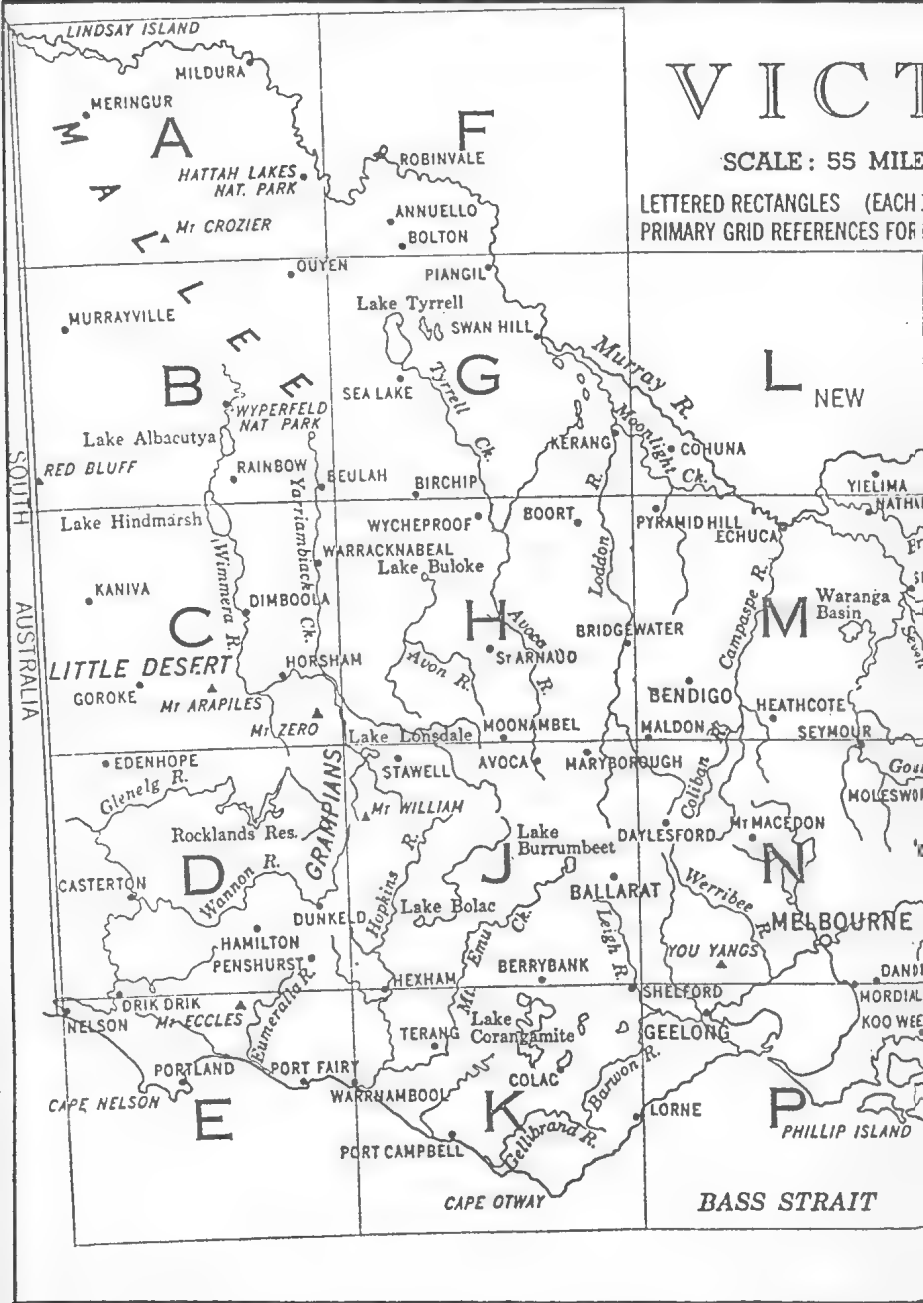 LINDSAY ISLAND
MILDURA
MERINGUR
VICT
M A L L E E
A
F
ROBINVALE
SCALE: 55 MILE
HATTAH LAKES
NAT. PARK
LETTERED RECTANGLES (EACH
PRIMARY GRID REFERENCES FOR
ANNUELLO
MT CROZIER
BOLTON
OUYEN
PIANGIL
Lake Tyrrell
MURRAYVILLE
SWAN HILL
Murray R.
B
G
L
SEA LAKE
Tyrrell Ck.
NEW
WYPERFELD
NAT PARK
Moonlight Ck.
Lake Albacutya
KERANG
COHUNA
SOUTH AUSTRALIA
RED BLUFF
RAINBOW
BEULAH
BIRCHIP
YIELIMA
Yarriambiack Ck.
Loddon R.
Lake Hindmarsh
WYCHEPROOF
BOORT
PYRAMID HILL
ECHUCA
Wimmera R.
WARRACKNABEAL
Lake Buloke
KANIVA
DIMBOOLA
Campaspe R.
Waranga
Basin
C
H
M
Avoca R.
BRIDGEWATER
LITTLE DESERT
HORSHAM
Avon R.
ST ARNAUD
GOROKE
MT ARAPILES
BENDIGO
HEATHCOTE
MT ZERO
Lake Lonsdale
MOONAMBEL
MALDON
SEYMOUR
EDENHOPE
STAWELL
AVOCA
MARYBOROUGH
Glenelg R.
GRAMPIANS
MT WILLIAM
Coliban R.
MOLESWOR
Rocklands Res.
Lake
Burrumbeet
DAYLESFORD
MT MACEDON
D
J
N
Hopkins R.
CASTERTON
Wannon R.
BALLARAT
Werribee R.
DUNKELD
Lake Bolac
Mt. Emu Ck.
Leigh R.
MELBOURNE
HAMILTON
PENSHURST
YOU YANGS
HEXHAM
BERRYBANK
DRIK DRIK
SHELFORD
MORDIAL
NELSON
MT ECCLES
Eumeralla R.
TERANG
Lake
Corangamite
GEELONG
KOO WEE
PORTLAND
PORT FAIRY
COLAC
Barwon R.
CAPE NELSON
WARRNAMBOOL
E
K
P
LORNE
Gellibrand R.
PORT CAMPBELL
PHILLIP ISLAND
CAPE OTWAY
BASS STRAIT